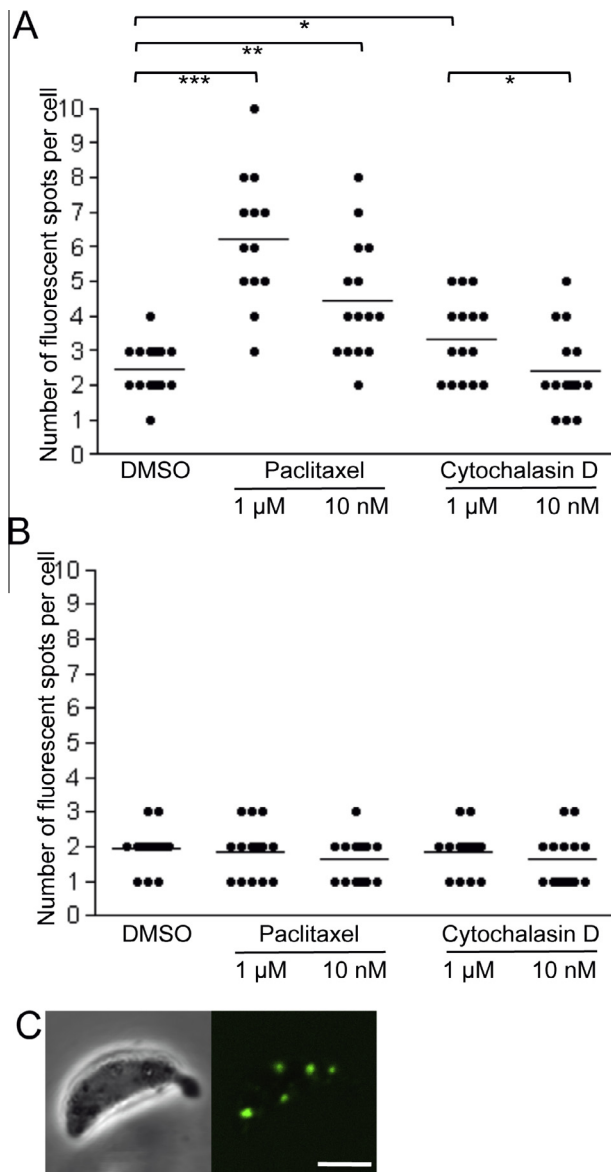 A
*
**
***
*
Number of fluorescent spots per cell
10
9
8
7
6
5
4
3
2
1
0
DMSO
Paclitaxel
Cytochalasin D
1 μM
10 nM
1 μM
10 nM
B
Number of fluorescent spots per cell
10
9
8
7
6
5
4
3
2
1
0
DMSO
Paclitaxel
Cytochalasin D
1 μM
10 nM
1 μM
10 nM
C